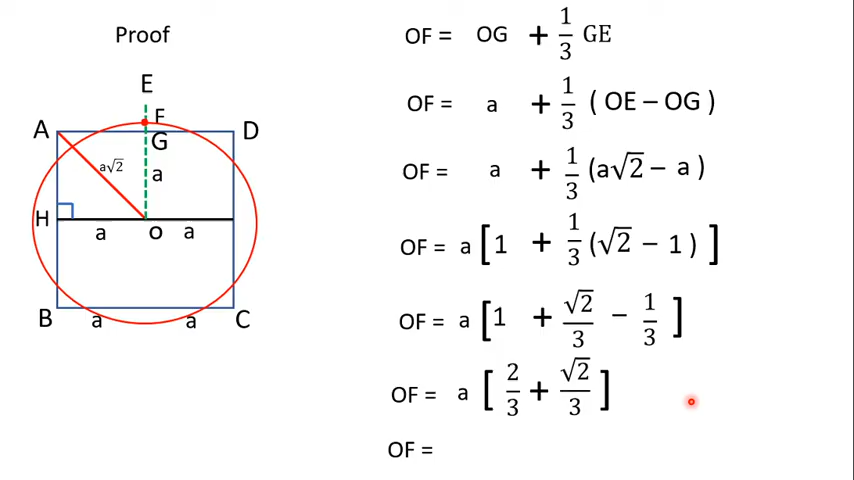 Proof
E
F
A
D
G
a√2
a
H
a
o
a
B
a
a
C
OF = OG + 1/3 GE
OF = a + 1/3 ( OE – OG )
OF = a + 1/3 (a√2 – a )
OF = a [ 1 + 1/3 (√2 − 1 ) ]
OF = a [ 1 + √2/3 − 1/3 ]
OF = a [ 2/3 + √2/3 ]
OF =